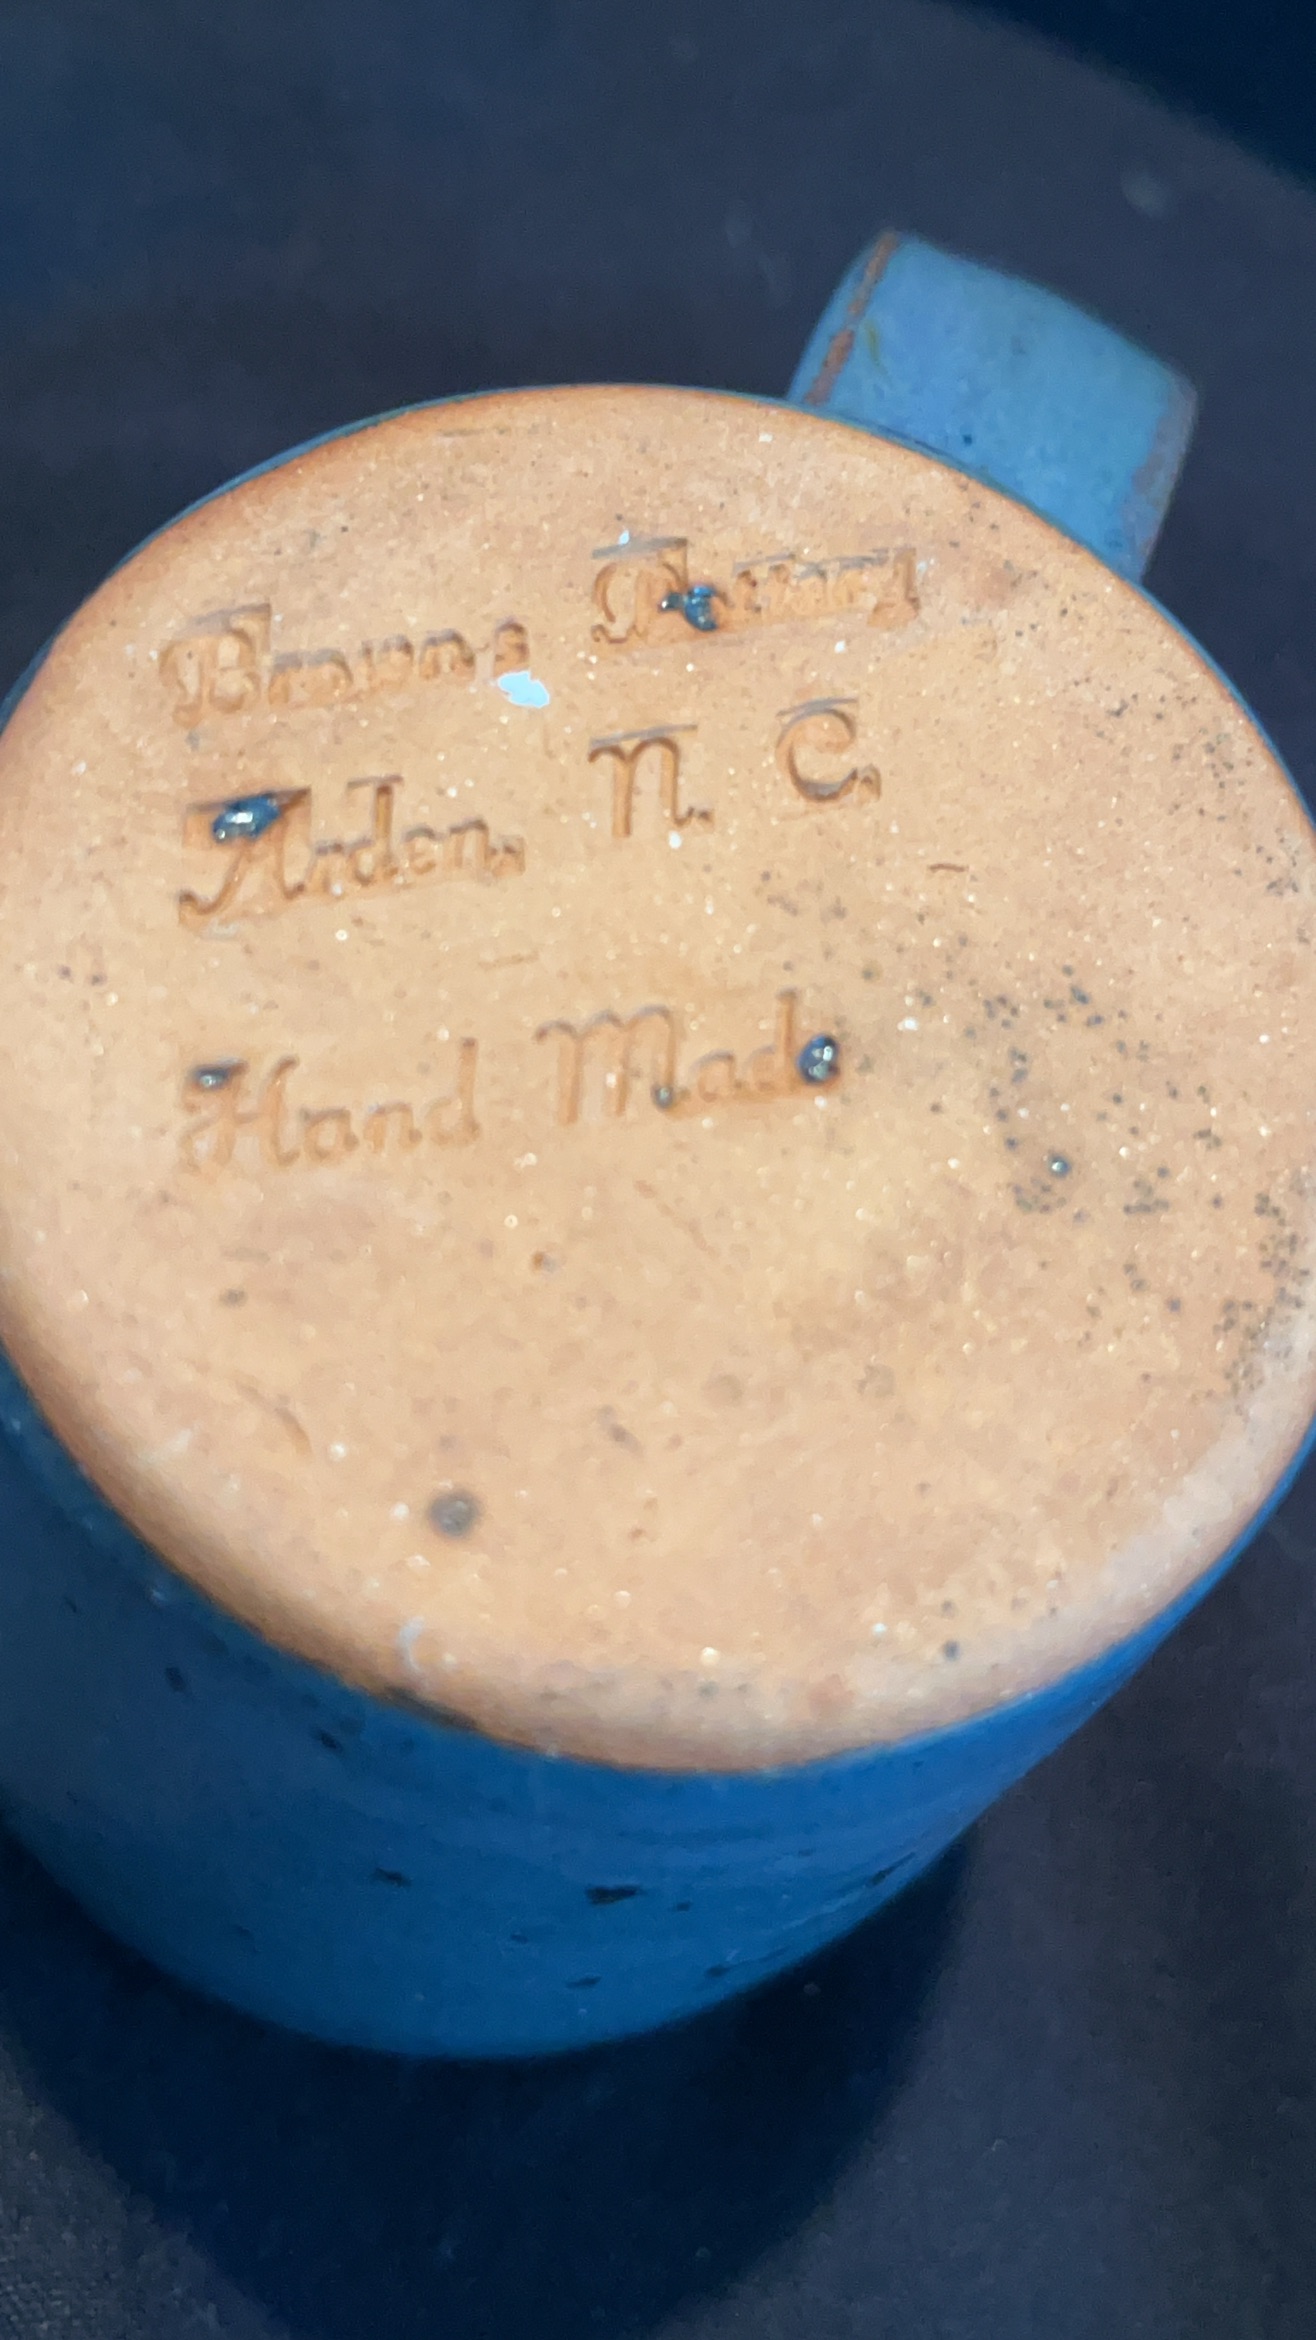 Browns Pottery
Arden, N. C.
Hand Made